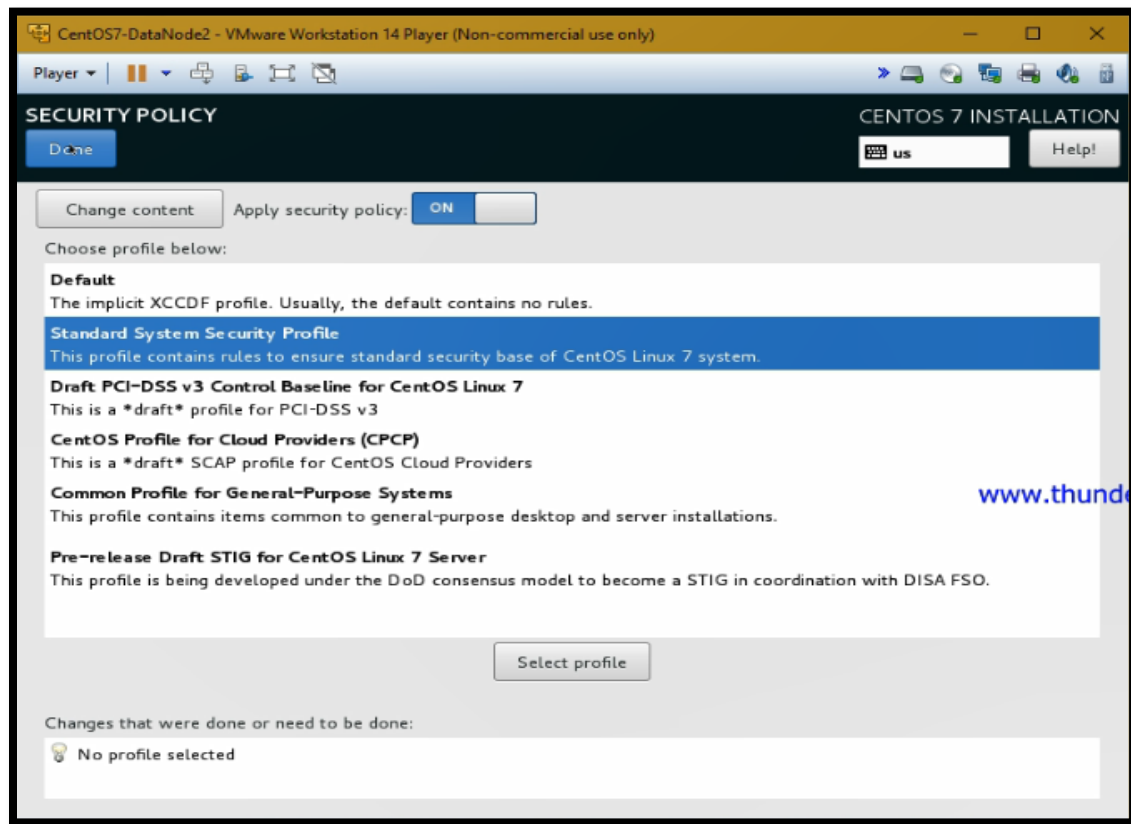 CentOS7-DataNode2 - VMware Workstation 14 Player (Non-commercial use only)
Player
SECURITY POLICY
CENTOS 7 INSTALLATION
Done
us
Help!
Change content
Apply security policy:
ON
Choose profile below:
Default
The implicit XCCDF profile. Usually, the default contains no rules.
Standard System Security Profile
This profile contains rules to ensure standard security base of CentOS Linux 7 system.
Draft PCI-DSS v3 Control Baseline for CentOS Linux 7
This is a *draft* profile for PCI-DSS v3
CentOS Profile for Cloud Providers (CPCP)
This is a *draft* SCAP profile for CentOS Cloud Providers
Common Profile for General-Purpose Systems
www.thunde
This profile contains items common to general-purpose desktop and server installations.
Pre-release Draft STIG for CentOS Linux 7 Server
This profile is being developed under the DoD consensus model to become a STIG in coordination with DISA FSO.
Select profile
Changes that were done or need to be done:
No profile selected